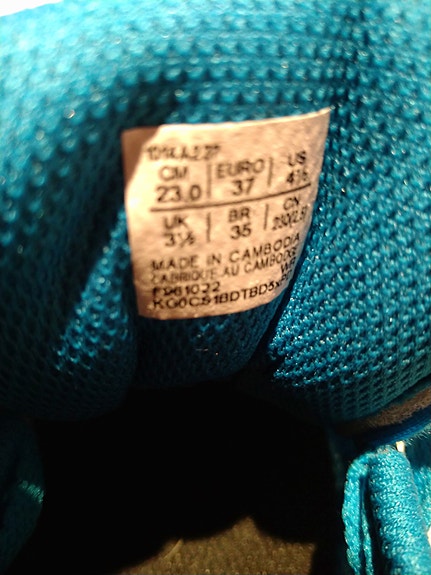 CM | EURO | US
23.0 | 37 | 4½
UK | BR | CN
3½ | 35 | 230(2.5)
MADE IN CAMBODIA
FABRIQUE AU CAMBODGE
F961022